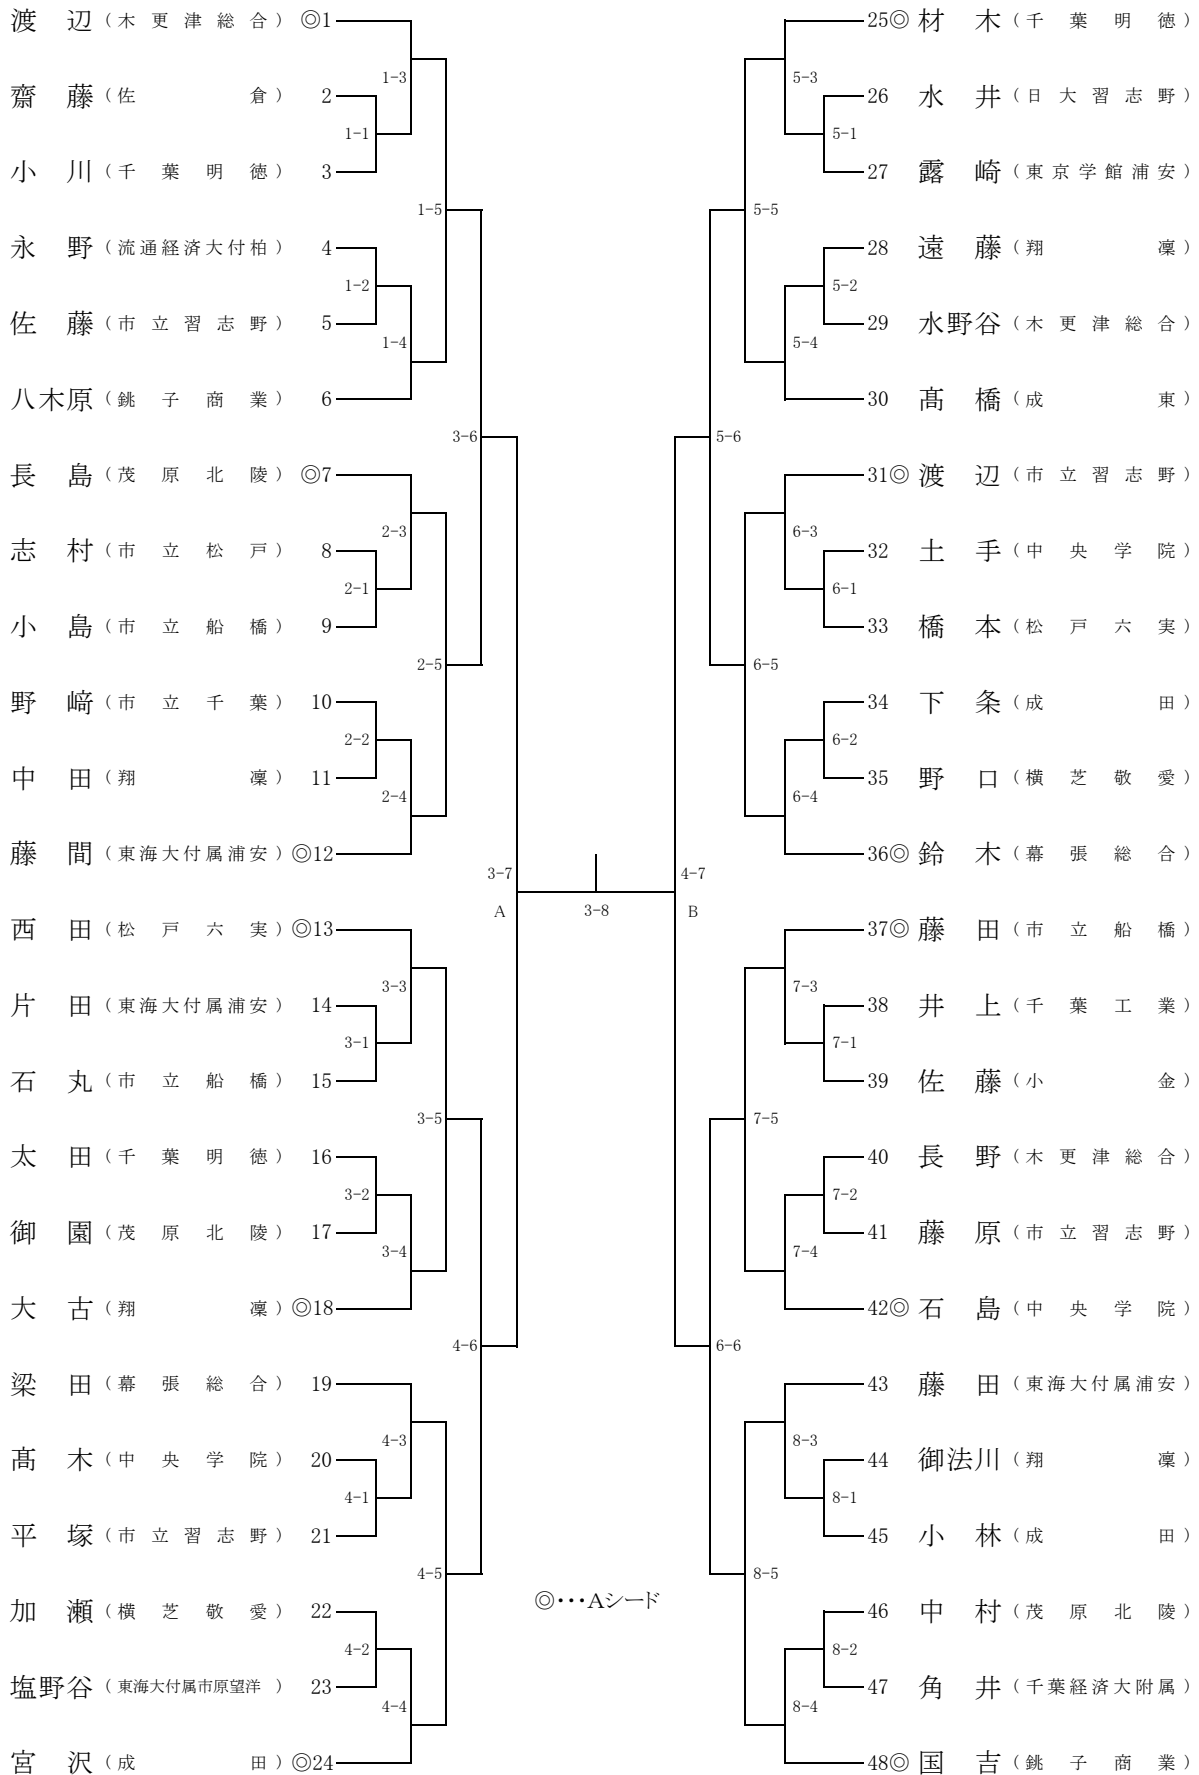 渡辺（木更津総合）◎1
1-3
齋藤（佐倉）2
1-1
小川（千葉明徳）3
1-5
永野（流通経済大付柏）4
1-2
佐藤（市立習志野）5
1-4
八木原（銚子商業）6
3-6
長島（茂原北陵）◎7
2-3
志村（市立松戸）8
2-1
小島（市立船橋）9
2-5
野﨑（市立千葉）10
2-2
中田（翔凜）11
2-4
藤間（東海大付属浦安）◎12
3-7
A
西田（松戸六実）◎13
3-3
片田（東海大付属浦安）14
3-1
石丸（市立船橋）15
3-5
太田（千葉明徳）16
3-2
御園（茂原北陵）17
3-4
大古（翔凜）◎18
4-6
梁田（幕張総合）19
4-3
髙木（中央学院）20
4-1
平塚（市立習志野）21
4-5
加瀬（横芝敬愛）22
4-2
塩野谷（東海大付属市原望洋）23
4-4
宮沢（成田）◎24
3-8
◎・・・Aシード
25◎材木（千葉明徳）
5-3
26 水井（日大習志野）
5-1
27 露崎（東京学館浦安）
5-5
28 遠藤（翔凜）
5-2
29 水野谷（木更津総合）
5-4
30 髙橋（成東）
5-6
31◎渡辺（市立習志野）
6-3
32 土手（中央学院）
6-1
33 橋本（松戸六実）
6-5
34 下条（成田）
6-2
35 野口（横芝敬愛）
6-4
36◎鈴木（幕張総合）
4-7
B
37◎藤田（市立船橋）
7-3
38 井上（千葉工業）
7-1
39 佐藤（小金）
7-5
40 長野（木更津総合）
7-2
41 藤原（市立習志野）
7-4
42◎石島（中央学院）
6-6
43 藤田（東海大付属浦安）
8-3
44 御法川（翔凜）
8-1
45 小林（成田）
8-5
46 中村（茂原北陵）
8-2
47 角井（千葉経済大附属）
8-4
48◎国吉（銚子商業）